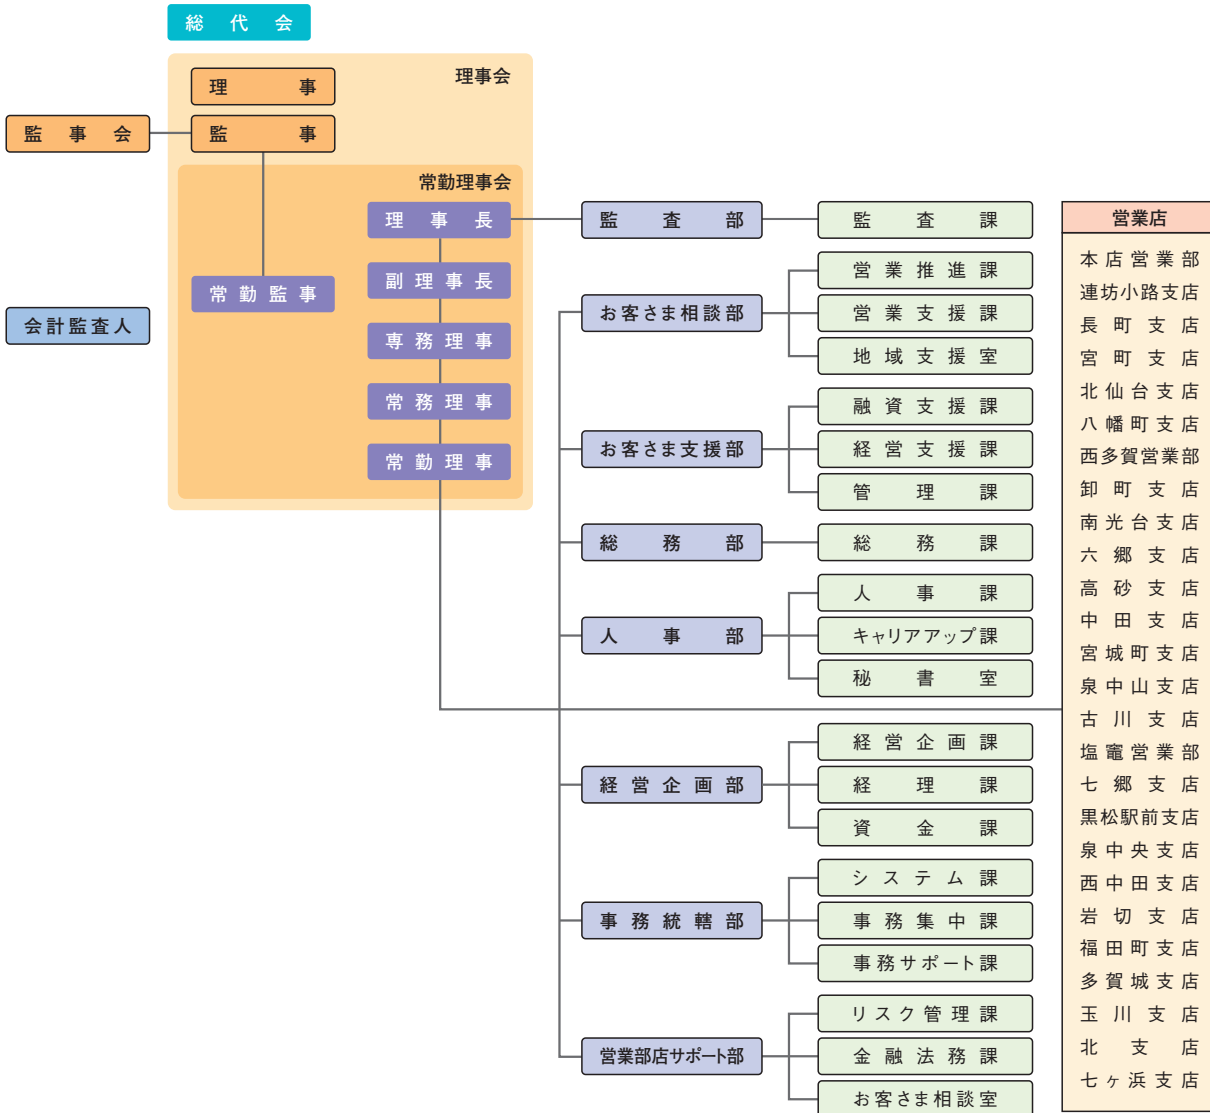 総代会
理事会
理事
監事会
監事
常勤理事会
理事長
副理事長
常勤監事
専務理事
常務理事
常勤理事
会計監査人
監査部
監査課
お客さま相談部
営業推進課
営業支援課
地域支援室
お客さま支援部
融資支援課
経営支援課
管理課
総務部
総務課
人事部
人事課
キャリアアップ課
秘書室
経営企画部
経営企画課
経理課
資金課
事務統轄部
システム課
事務集中課
事務サポート課
営業部店サポート部
リスク管理課
金融法務課
お客さま相談室
営業店
本店営業部
連坊小路支店
長町支店
宮町支店
北仙台支店
八幡町支店
西多賀営業部
卸町支店
南光台支店
六郷支店
高砂支店
中田支店
宮城町支店
泉中山支店
古川支店
塩竈営業部
七郷支店
黒松駅前支店
泉中央支店
西中田支店
岩切支店
福田町支店
多賀城支店
玉川支店
北支店
七ヶ浜支店